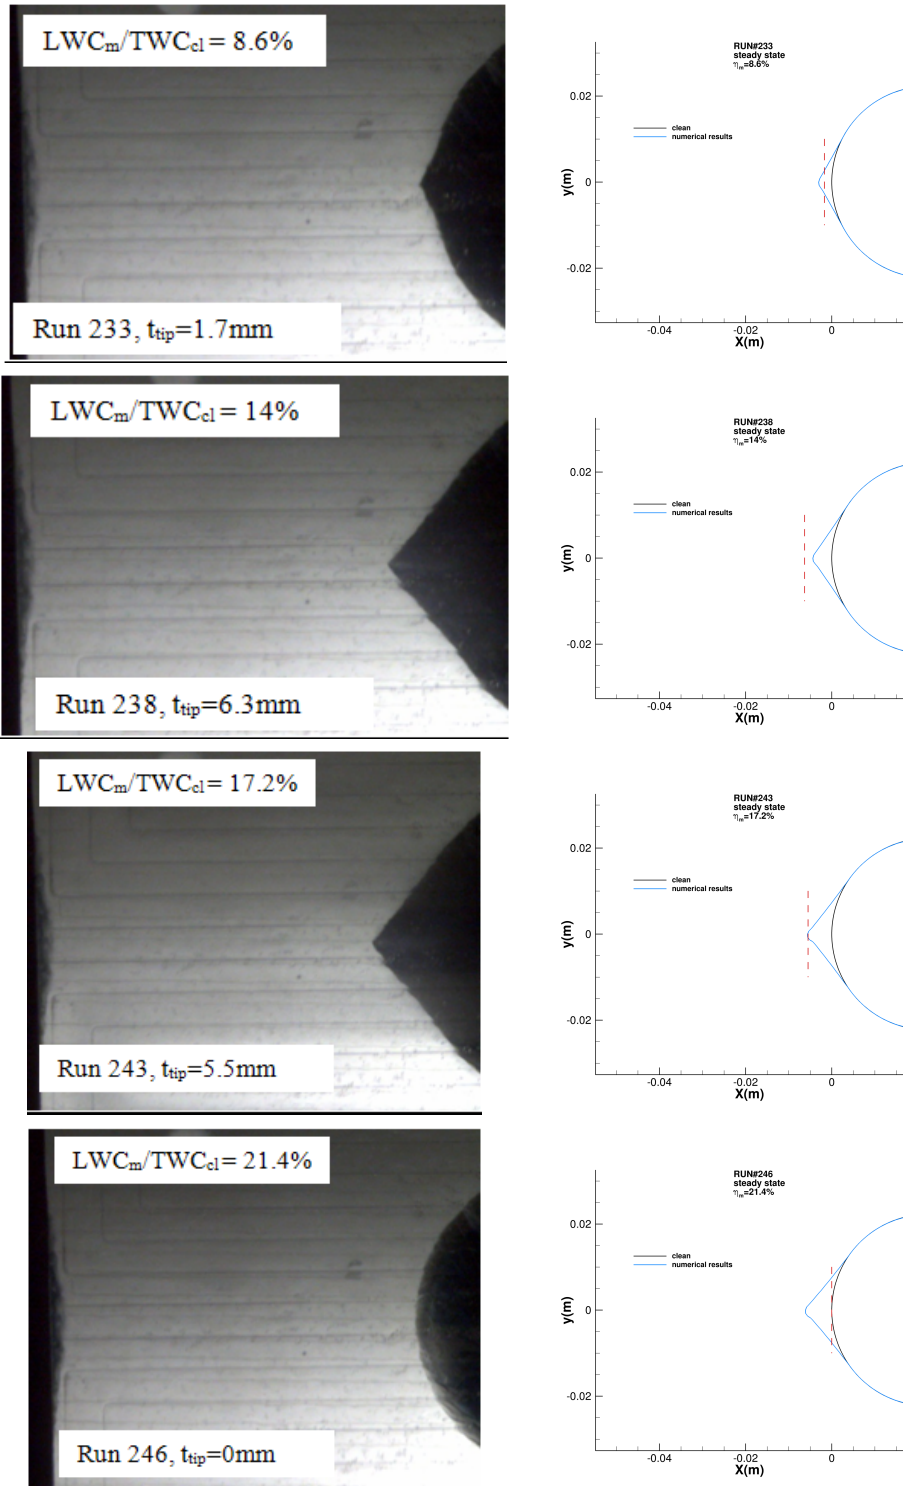 LWCm/TWCcl = 8.6%
Run 233, ttip=1.7mm
RUN#233
steady state
ηm=8.6%
clean
numerical results
0.02
0
-0.02
y(m)
-0.04
-0.02
0
X(m)
LWCm/TWCcl = 14%
Run 238, ttip=6.3mm
RUN#238
steady state
ηm=14%
clean
numerical results
0.02
0
-0.02
y(m)
-0.04
-0.02
0
X(m)
LWCm/TWCcl = 17.2%
Run 243, ttip=5.5mm
RUN#243
steady state
ηm=17.2%
clean
numerical results
0.02
0
-0.02
y(m)
-0.04
-0.02
0
X(m)
LWCm/TWCcl = 21.4%
Run 246, ttip=0mm
RUN#246
steady state
ηm=21.4%
clean
numerical results
0.02
0
-0.02
y(m)
-0.04
-0.02
0
X(m)